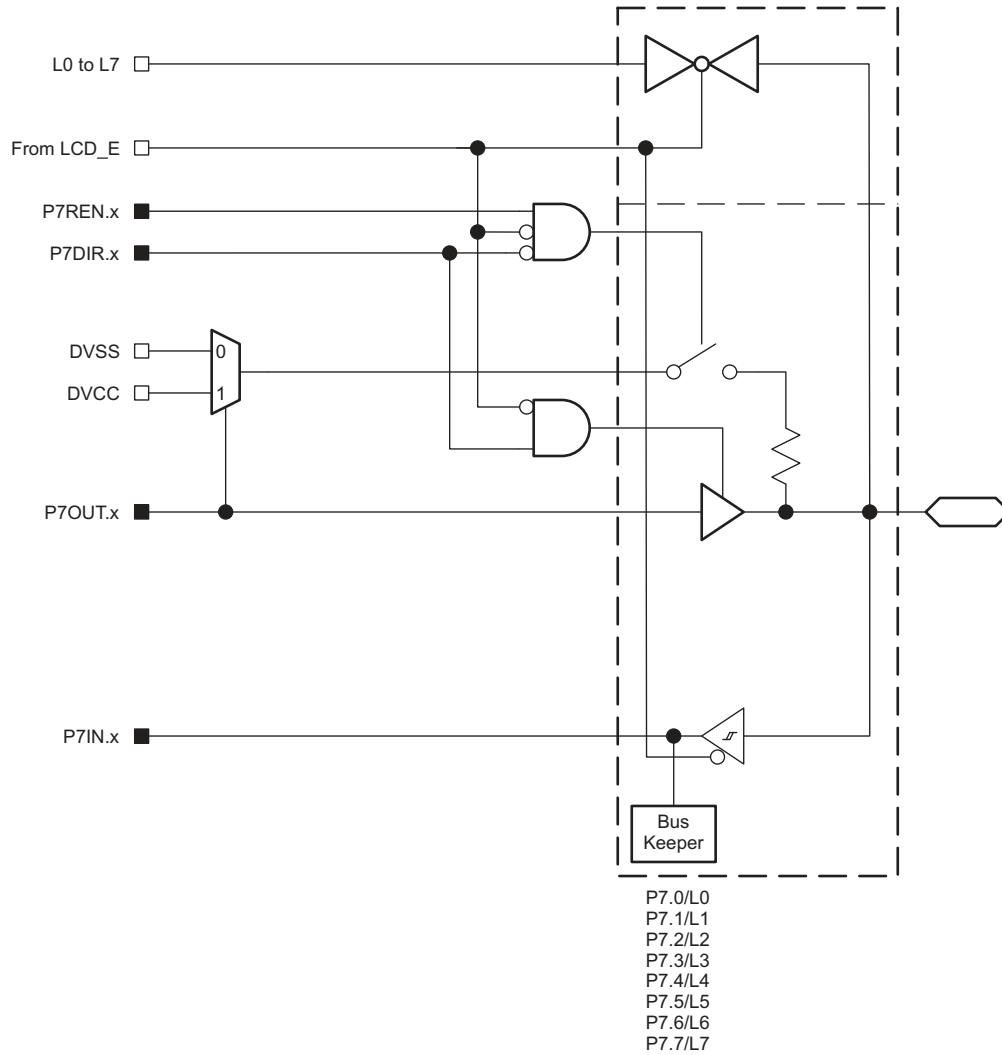 L0 to L7
From LCD_E
P7REN.x
P7DIR.x
DVSS
0
DVCC
1
P7OUT.x
P7IN.x
Bus
Keeper
P7.0/L0
P7.1/L1
P7.2/L2
P7.3/L3
P7.4/L4
P7.5/L5
P7.6/L6
P7.7/L7